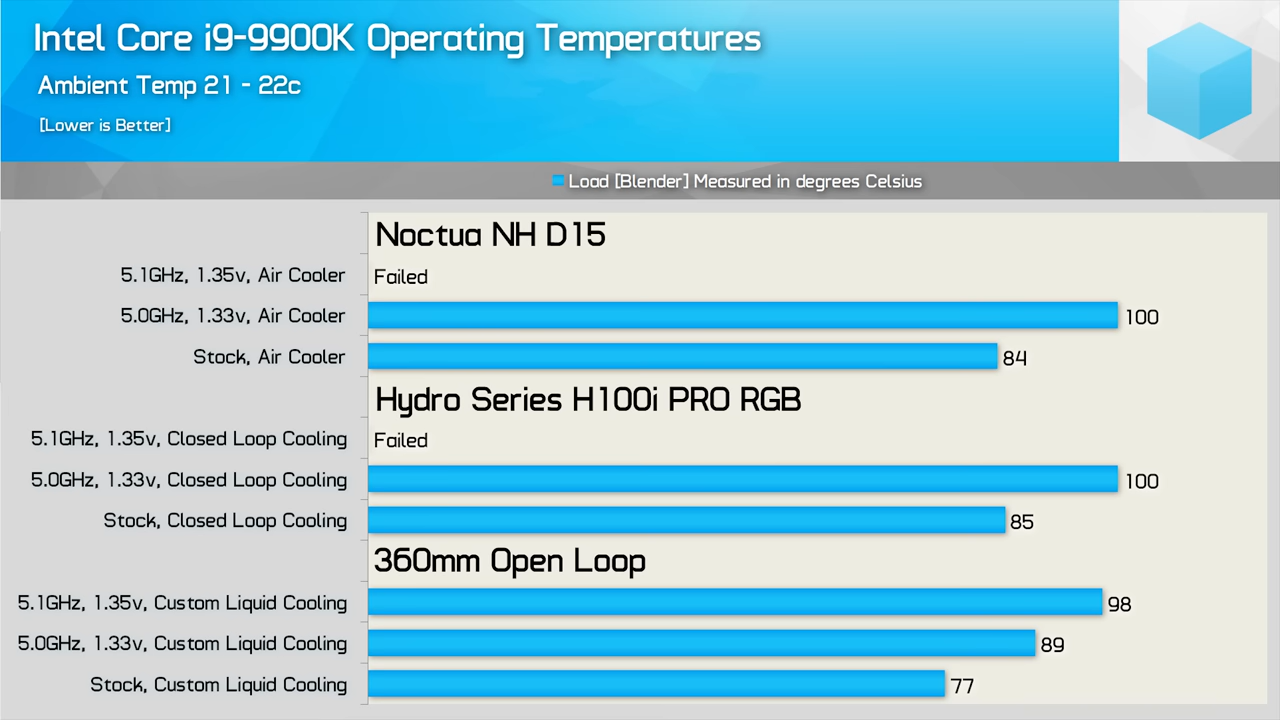 Intel Core i9-9900K Operating Temperatures
Ambient Temp 21 - 22c
[Lower is Better]
Load [Blender] Measured in degrees Celsius
Noctua NH D15
5.1GHz, 1.35v, Air Cooler Failed
5.0GHz, 1.33v, Air Cooler 100
Stock, Air Cooler 84
Hydro Series H100i PRO RGB
5.1GHz, 1.35v, Closed Loop Cooling Failed
5.0GHz, 1.33v, Closed Loop Cooling 100
Stock, Closed Loop Cooling 85
360mm Open Loop
5.1GHz, 1.35v, Custom Liquid Cooling 98
5.0GHz, 1.33v, Custom Liquid Cooling 89
Stock, Custom Liquid Cooling 77